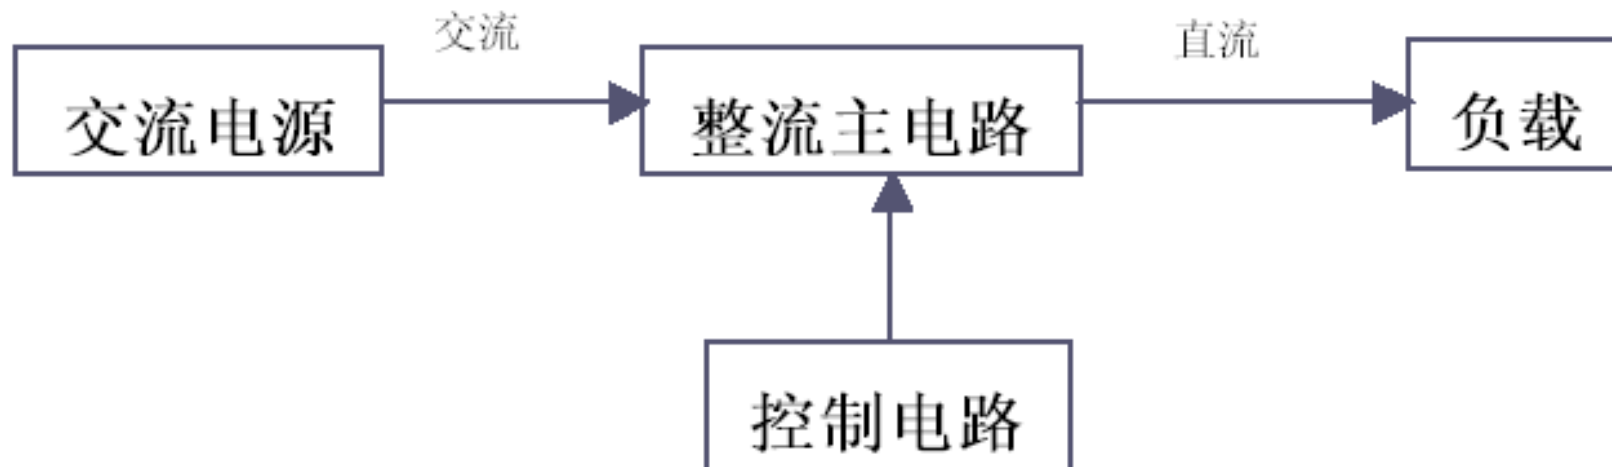 交流
直流
交流电源
整流主电路
负载
控制电路